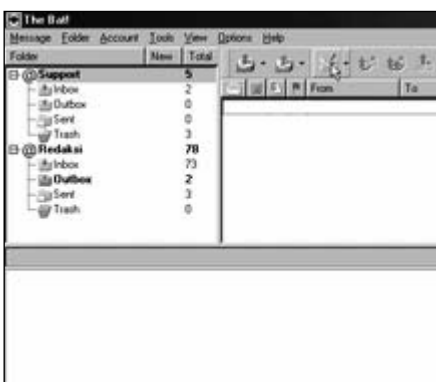 The Bat!
Message Folder Account Tools View Options Help
Folder New Total
From To
Support 5
Inbox 2
Outbox 0
Sent 0
Trash 3
Redaksi 78
Inbox 73
Outbox 2
Sent 3
Trash 0